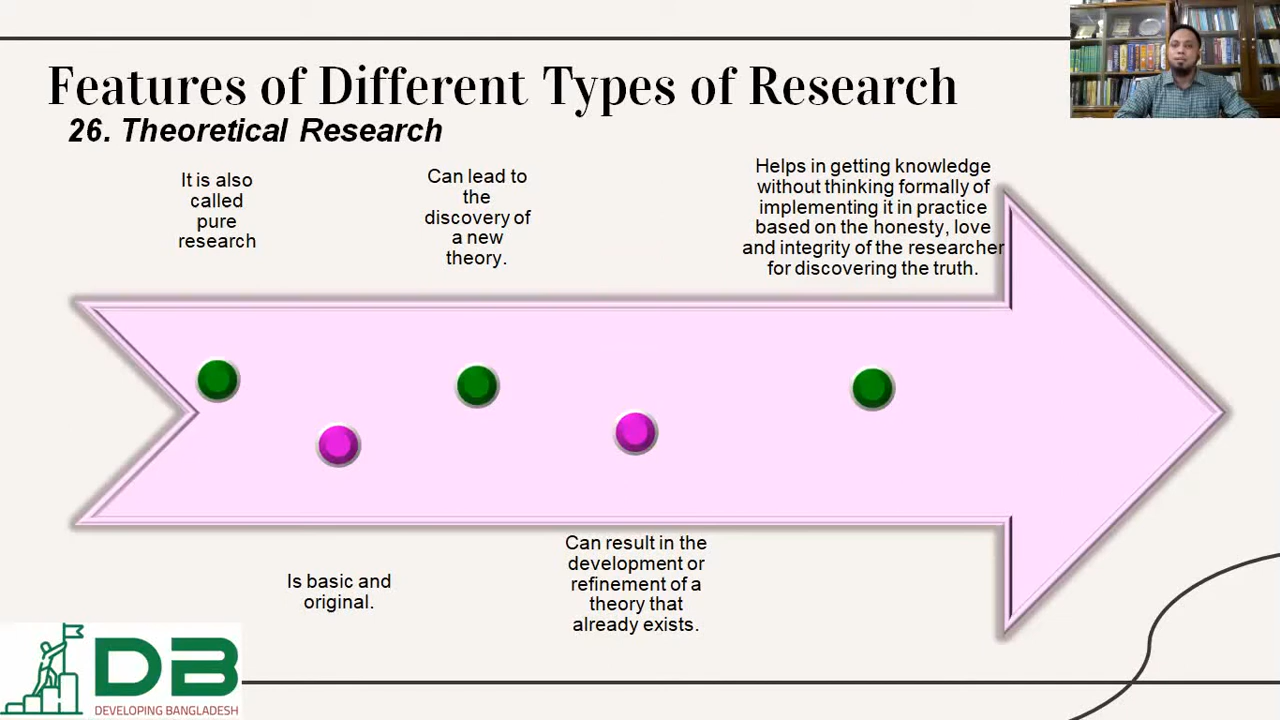 Features of Different Types of Research
26. Theoretical Research
It is also
called
pure
research
Is basic and
original.
Can lead to
the
discovery of
a new
theory.
Can result in the
development or
refinement of a
theory that
already exists.
Helps in getting knowledge
without thinking formally of
implementing it in practice
based on the honesty, love
and integrity of the researcher
for discovering the truth.
DB
DEVELOPING BANGLADESH